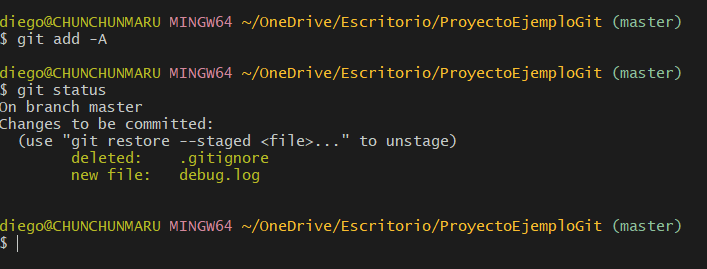 diego@CHUNCHUNMARU MINGW64 ~/OneDrive/Escritorio/ProyectoEjemploGit (master)
$ git add -A
diego@CHUNCHUNMARU MINGW64 ~/OneDrive/Escritorio/ProyectoEjemploGit (master)
$ git status
On branch master
Changes to be committed:
  (use "git restore --staged <file>..." to unstage)
        deleted:    .gitignore
        new file:   debug.log
diego@CHUNCHUNMARU MINGW64 ~/OneDrive/Escritorio/ProyectoEjemploGit (master)
$